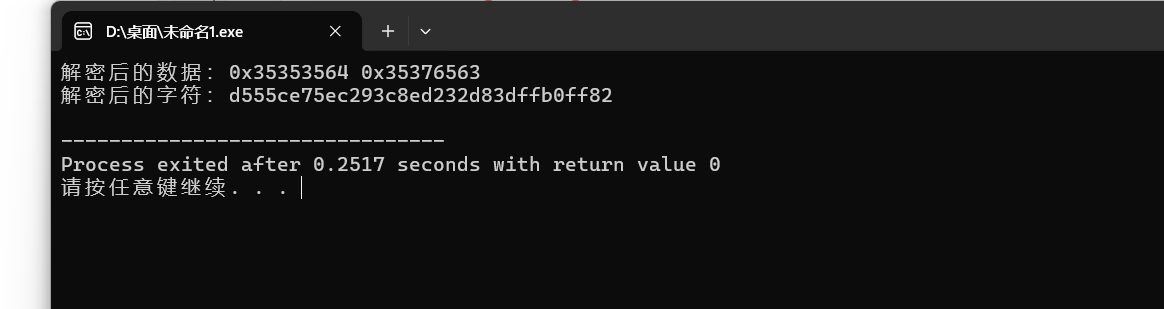 D:\桌面\未命名1.exe
解密后的数据: 0x35353564 0x35376563
解密后的字符: d555ce75ec293c8ed232d83dffb0ff82
--------------------------------
Process exited after 0.2517 seconds with return value 0
请按任意键继续. . .